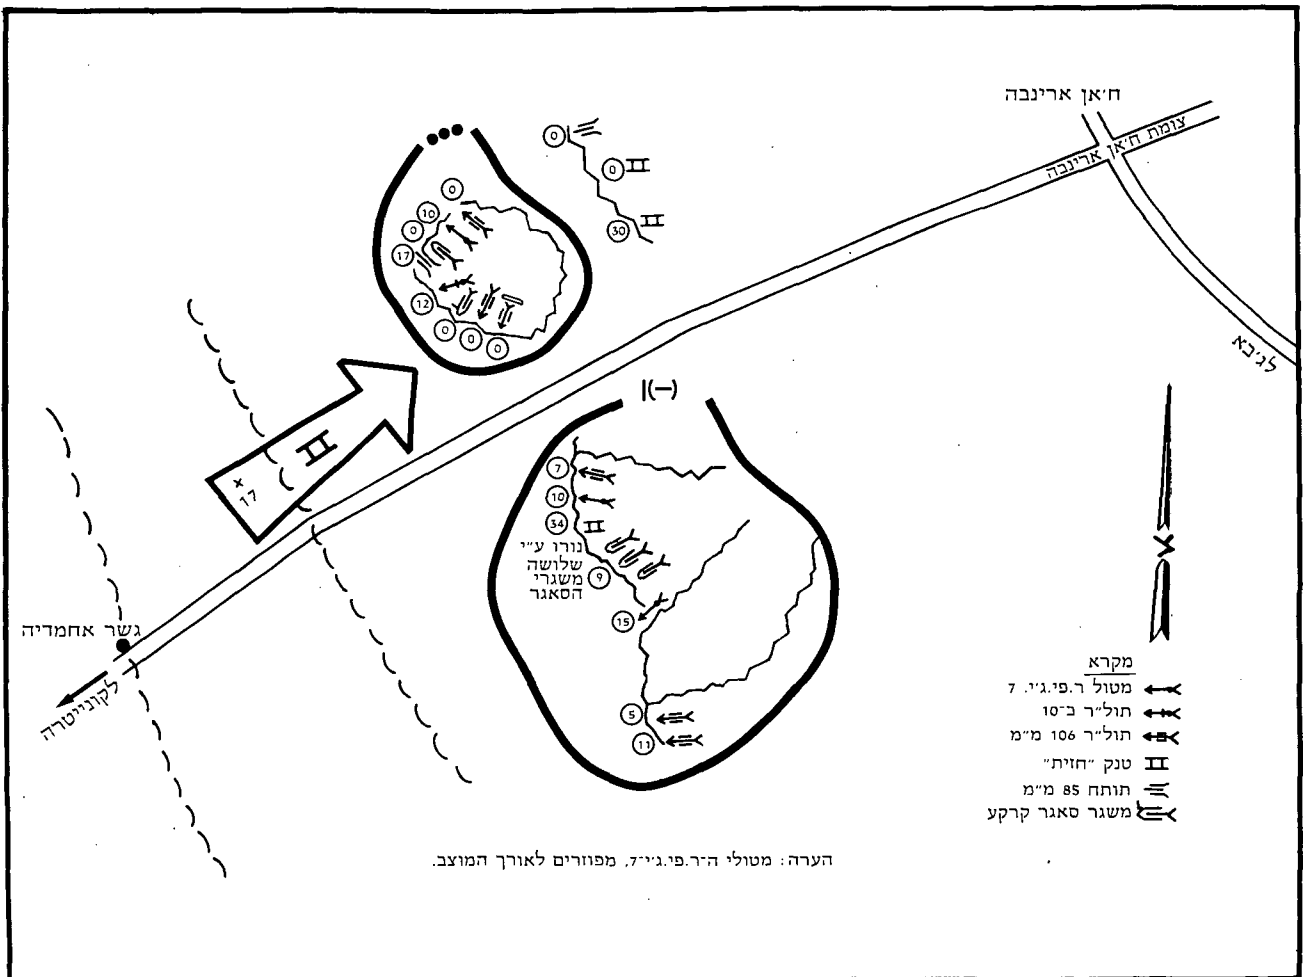 ח׳אן ארינבה
צומת ח׳אן ארינבה
לג׳בא
0
0
30
0
10
0
17
12
0
0
0
א
17
(–)
7
10
34
נורו ע״י
שלושה
משגרי
הסאגר
9
15
5
11
גשר אחמדיה
לקונייטרה
מקרא
מטול ר.פי.ג׳י. 7
תול״ר ב־10
תול״ר 106 מ״מ
טנק ״חזית״
תותח 85 מ״מ
משגר סאגר קרקע
הערה: מטולי ה־ר.פי.ג׳י־7, מפוזרים לאורך המוצב.